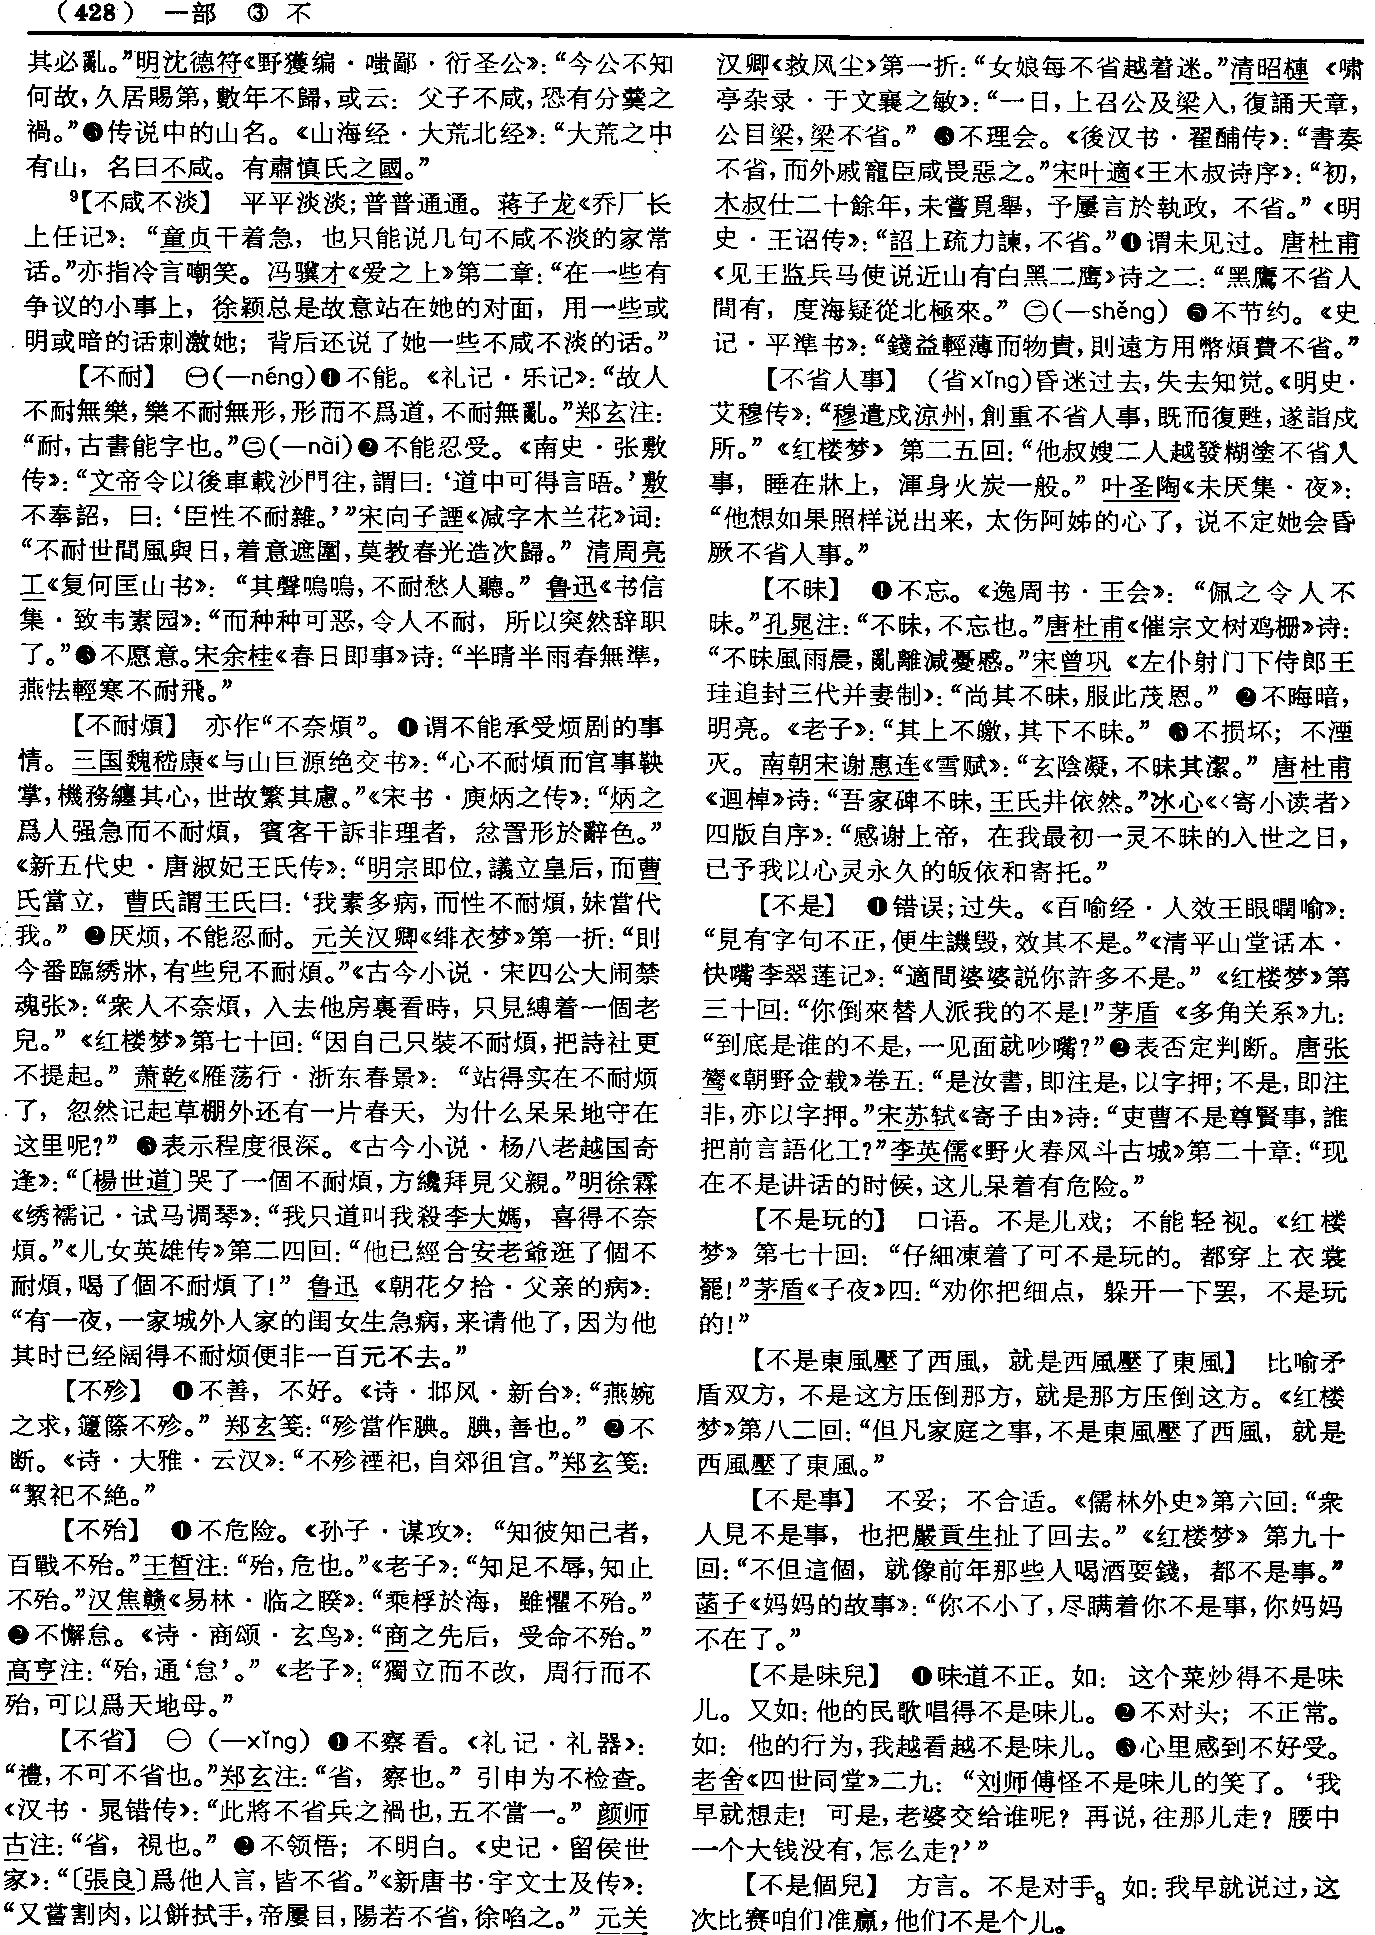 （428） 一部 ③ 不
其必亂。”明沈德符《野獲编·嗤鄙·衍圣公》：“今公不知
何故，久居賜第，數年不歸，或云：父子不咸，恐有分羹之
禍。”❸传说中的山名。《山海经·大荒北经》：“大荒之中
有山，名曰不咸。有肅慎氏之國。”
⁹【不咸不淡】 平平淡淡；普普通通。蒋子龙《乔厂长
上任记》：“童贞干着急，也只能说几句不咸不淡的家常
话。”亦指冷言嘲笑。冯骥才《爱之上》第二章：“在一些有
争议的小事上，徐颖总是故意站在她的对面，用一些或
明或暗的话刺激她；背后还说了她一些不咸不淡的话。”
【不耐】 ㊀(—néng)❶不能。《礼记·乐记》：“故人
不耐無樂，樂不耐無形，形而不爲道，不耐無亂。”郑玄注：
“耐，古書能字也。”㊁(—nài)❷不能忍受。《南史·张敷
传》：“文帝令以後車載沙門往，謂曰：‘道中可得言晤。’敷
不奉詔，曰：‘臣性不耐雜。’”宋向子諲《减字木兰花》词：
“不耐世間風與日，着意遮圍，莫教春光造次歸。”清周亮
工《复何匡山书》：“其聲嗚嗚，不耐愁人聽。”鲁迅《书信
集·致韦素园》：“而种种可恶，令人不耐，所以突然辞职
了。”❸不愿意。宋余桂《春日即事》诗：“半晴半雨春無準，
燕怯輕寒不耐飛。”
【不耐煩】 亦作“不奈煩”。❶谓不能承受烦剧的事
情。三国魏嵇康《与山巨源绝交书》：“心不耐煩而官事鞅
掌，機務纏其心，世故繁其慮。”《宋书·庾炳之传》：“炳之
爲人强急而不耐煩，賓客干訴非理者，忿詈形於辭色。”
《新五代史·唐淑妃王氏传》：“明宗即位，議立皇后，而曹
氏當立，曹氏謂王氏曰：‘我素多病，而性不耐煩，妹當代
我。”❷厌烦，不能忍耐。元关汉卿《绯衣梦》第一折：“則
今番臨綉牀，有些兒不耐煩。”《古今小说·宋四公大闹禁
魂张》：“衆人不奈煩，入去他房裏看時，只見縛着一個老
兒。”《红楼梦》第七十回：“因自己只裝不耐煩，把詩社更
不提起。”萧乾《雁荡行·浙东春景》：“站得实在不耐烦
了，忽然记起草棚外还有一片春天，为什么呆呆地守在
这里呢？”❸表示程度很深。《古今小说·杨八老越国奇
逢》：“〔楊世道〕哭了一個不耐煩，方纔拜見父親。”明徐霖
《绣襦记·试马调琴》：“我只道叫我殺李大媽，喜得不奈
煩。”《儿女英雄传》第二四回：“他已經合安老爺逛了個不
耐煩，喝了個不耐煩了！”鲁迅《朝花夕拾·父亲的病》：
“有一夜，一家城外人家的闺女生急病，来请他了，因为他
其时已经阔得不耐烦便非一百元不去。”
【不殄】 ❶不善，不好。《诗·邶风·新台》：“燕婉
之求，籧篨不殄。”郑玄笺：“殄當作腆。腆，善也。”❷不
断。《诗·大雅·云汉》：“不殄禋祀，自郊徂宫。”郑玄笺：
“絜祀不絶。”
【不殆】 ❶不危险。《孙子·谋攻》：“知彼知己者，
百戰不殆。”王晳注：“殆，危也。”《老子》：“知足不辱，知止
不殆。”汉焦赣《易林·临之睽》：“乘桴於海，雖懼不殆。”
❷不懈怠。《诗·商颂·玄鸟》：“商之先后，受命不殆。”
高亨注：“殆，通‘怠’。”《老子》：“獨立而不改，周行而不
殆，可以爲天地母。”
【不省】 ㊀（—xǐng）❶不察看。《礼记·礼器》：
“禮，不可不省也。”郑玄注：“省，察也。”引申为不检查。
《汉书·晁错传》：“此將不省兵之禍也，五不當一。”颜师
古注：“省，視也。”❷不领悟；不明白。《史记·留侯世
家》：“〔張良〕爲他人言，皆不省。”《新唐书·宇文士及传》：
“又嘗割肉，以餅拭手，帝屢目，陽若不省，徐啗之。”元关
汉卿《救风尘》第一折：“女娘每不省越着迷。”清昭槤《啸
亭杂录·于文襄之敏》：“一日，上召公及梁入，復誦天章，
公目梁，梁不省。”❸不理会。《後汉书·翟酺传》：“書奏
不省，而外戚寵臣咸畏惡之。”宋叶適《王木叔诗序》：“初，
木叔仕二十餘年，未嘗覓舉，予屢言於執政，不省。”《明
史·王诏传》：“詔上疏力諫，不省。”❹谓未见过。唐杜甫
《见王监兵马使说近山有白黑二鹰》诗之二：“黑鷹不省人
間有，度海疑從北極來。”㊁(—shěng)❺不节约。《史
记·平準书》：“錢益輕薄而物貴，則遠方用幣煩費不省。”
【不省人事】 (省xǐng)昏迷过去，失去知觉。《明史·
艾穆传》：“穆遣戍涼州，創重不省人事，既而復甦，遂詣戍
所。”《红楼梦》第二五回：“他叔嫂二人越發糊塗不省人
事，睡在牀上，渾身火炭一般。”叶圣陶《未厌集·夜》：
“他想如果照样说出来，太伤阿姊的心了，说不定她会昏
厥不省人事。”
【不昧】 ❶不忘。《逸周书·王会》：“佩之令人不
昧。”孔晁注：“不昧，不忘也。”唐杜甫《催宗文树鸡栅》诗：
“不昧風雨晨，亂離減憂慼。”宋曾巩《左仆射门下侍郎王
珪追封三代并妻制》：“尚其不昧，服此茂恩。”❷不晦暗，
明亮。《老子》：“其上不皦，其下不昧。”❸不损坏；不湮
灭。南朝宋谢惠连《雪赋》：“玄陰凝，不昧其潔。”唐杜甫
《迴棹》诗：“吾家碑不昧，王氏井依然。”冰心《〈寄小读者〉
四版自序》：“感谢上帝，在我最初一灵不昧的入世之日，
已予我以心灵永久的皈依和寄托。”
【不是】 ❶错误；过失。《百喻经·人效王眼瞤喻》：
“見有字句不正，便生譏毁，效其不是。”《清平山堂话本·
快嘴李翠莲记》：“適間婆婆説你許多不是。”《红楼梦》第
三十回：“你倒來替人派我的不是！”茅盾《多角关系》九：
“到底是谁的不是，一见面就吵嘴？”❷表否定判断。唐张
鷟《朝野佥载》卷五：“是汝書，即注是，以字押；不是，即注
非，亦以字押。”宋苏轼《寄子由》诗：“吏曹不是尊賢事，誰
把前言語化工？”李英儒《野火春风斗古城》第二十章：“现
在不是讲话的时候，这儿呆着有危险。”
【不是玩的】 口语。不是儿戏；不能轻视。《红楼
梦》第七十回：“仔細凍着了可不是玩的。都穿上衣裳
罷！”茅盾《子夜》四：“劝你把细点，躲开一下罢，不是玩
的！”
【不是東風壓了西風，就是西風壓了東風】 比喻矛
盾双方，不是这方压倒那方，就是那方压倒这方。《红楼
梦》第八二回：“但凡家庭之事，不是東風壓了西風，就是
西風壓了東風。”
【不是事】 不妥；不合适。《儒林外史》第六回：“衆
人見不是事，也把嚴貢生扯了回去。”《红楼梦》第九十
回：“不但這個，就像前年那些人喝酒耍錢，都不是事。”
菡子《妈妈的故事》：“你不小了，尽瞒着你不是事，你妈妈
不在了。”
【不是味兒】 ❶味道不正。如：这个菜炒得不是味
儿。又如：他的民歌唱得不是味儿。❷不对头；不正常。
如：他的行为，我越看越不是味儿。❸心里感到不好受。
老舍《四世同堂》二九：“刘师傅怪不是味儿的笑了。‘我
早就想走！可是，老婆交给谁呢？再说，往那儿走？腰中
一个大钱没有，怎么走？’”
【不是個兒】 方言。不是对手。如：我早就说过，这
次比赛咱们准赢，他们不是个儿。